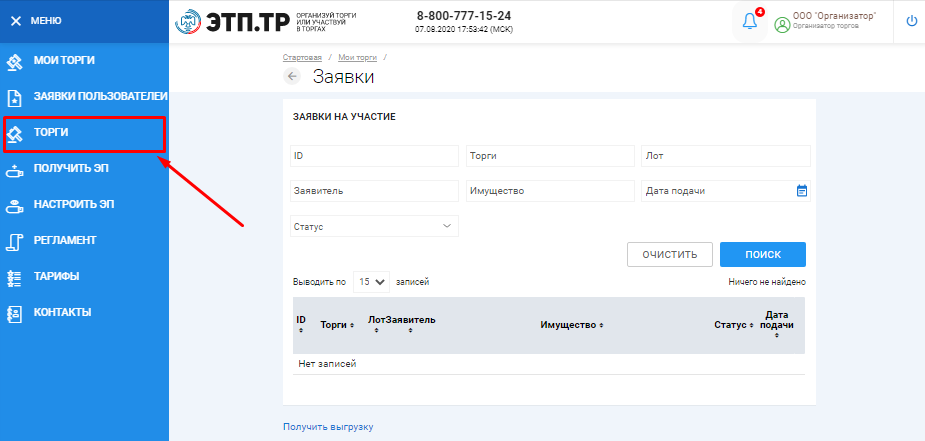 МЕНЮ
ЭТП.ТР
ОРГАНИЗУЙ ТОРГИ
ИЛИ УЧАСТВУЙ
В ТОРГАХ
8-800-777-15-24
07.08.2020 17:53:42 (МСК)
4
ООО "Организатор"
Организатор торгов
МОИ ТОРГИ
ЗАЯВКИ ПОЛЬЗОВАТЕЛЕЙ
ТОРГИ
ПОЛУЧИТЬ ЭП
НАСТРОИТЬ ЭП
РЕГЛАМЕНТ
ТАРИФЫ
КОНТАКТЫ
Стартовая / Мои торги /
Заявки
ЗАЯВКИ НА УЧАСТИЕ
ID Торги Лот
Заявитель Имущество Дата подачи
Статус
ОЧИСТИТЬ ПОИСК
Выводить по 15 записей Ничего не найдено
ID Торги Лот Заявитель Имущество Статус Дата
подачи
Нет записей
Получить выгрузку